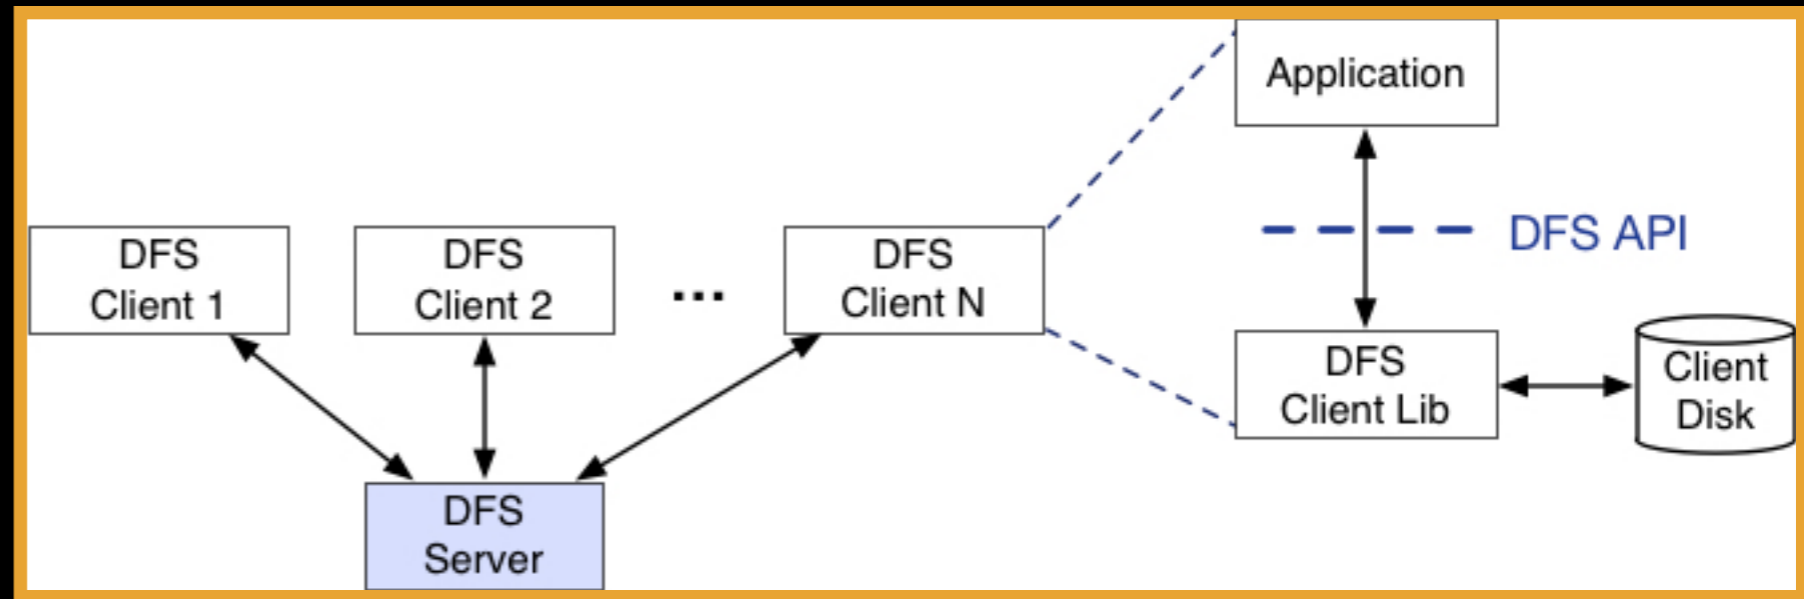 Application
DFS API
DFS
Client 1
DFS
Client 2
...
DFS
Client N
DFS
Client Lib
Client
Disk
DFS
Server